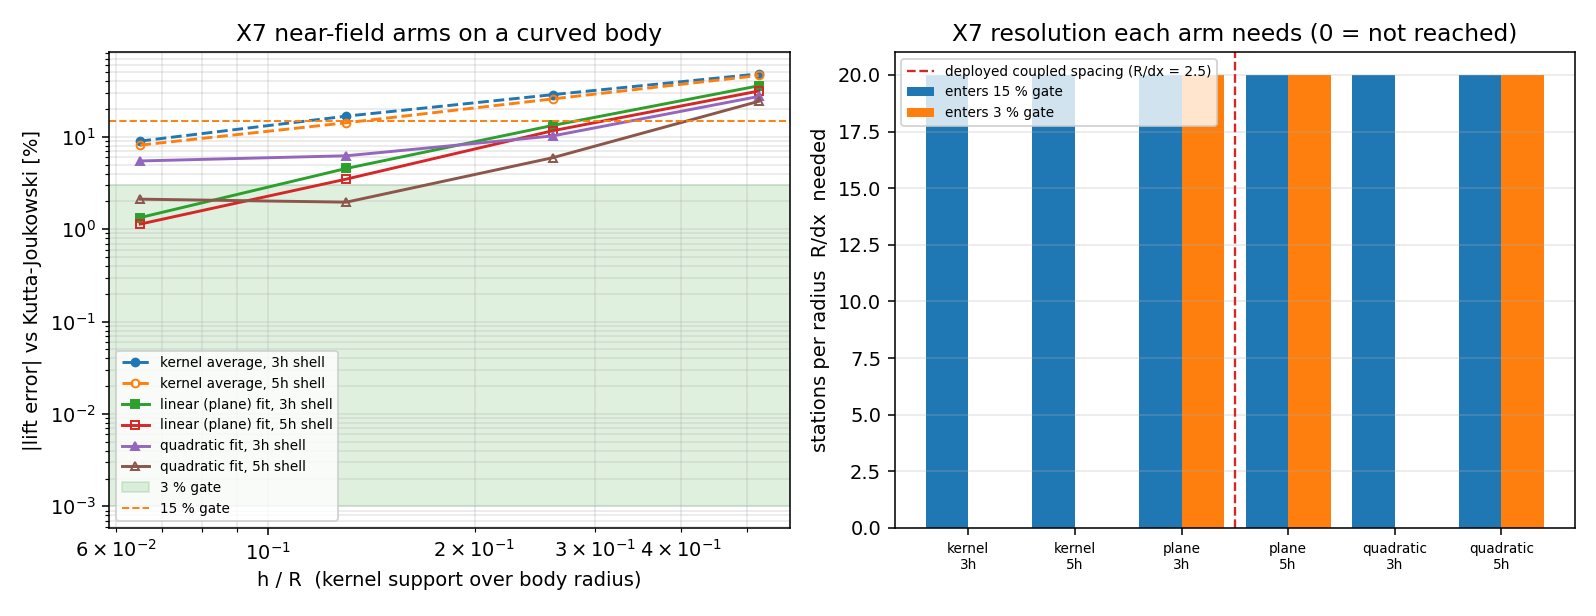 X7 near-field arms on a curved body
|lift error| vs Kutta-Joukowski [%]
10¹
10⁰
10⁻¹
10⁻²
10⁻³
kernel average, 3h shell
kernel average, 5h shell
linear (plane) fit, 3h shell
linear (plane) fit, 5h shell
quadratic fit, 3h shell
quadratic fit, 5h shell
3 % gate
15 % gate
6 × 10⁻²
10⁻¹
2 × 10⁻¹
3 × 10⁻¹
4 × 10⁻¹
h / R (kernel support over body radius)
X7 resolution each arm needs (0 = not reached)
stations per radius R/dx needed
20.0
17.5
15.0
12.5
10.0
7.5
5.0
2.5
0.0
deployed coupled spacing (R/dx = 2.5)
enters 15 % gate
enters 3 % gate
kernel
3h
kernel
5h
plane
3h
plane
5h
quadratic
3h
quadratic
5h